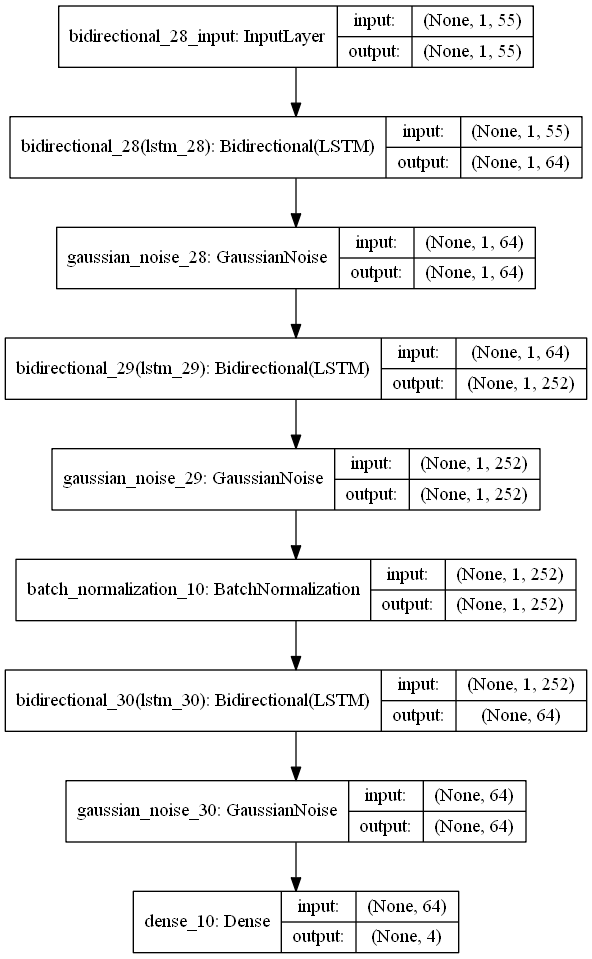 bidirectional_28_input: InputLayer
input: (None, 1, 55)
output: (None, 1, 55)
bidirectional_28(lstm_28): Bidirectional(LSTM)
input: (None, 1, 55)
output: (None, 1, 64)
gaussian_noise_28: GaussianNoise
input: (None, 1, 64)
output: (None, 1, 64)
bidirectional_29(lstm_29): Bidirectional(LSTM)
input: (None, 1, 64)
output: (None, 1, 252)
gaussian_noise_29: GaussianNoise
input: (None, 1, 252)
output: (None, 1, 252)
batch_normalization_10: BatchNormalization
input: (None, 1, 252)
output: (None, 1, 252)
bidirectional_30(lstm_30): Bidirectional(LSTM)
input: (None, 1, 252)
output: (None, 64)
gaussian_noise_30: GaussianNoise
input: (None, 64)
output: (None, 64)
dense_10: Dense
input: (None, 64)
output: (None, 4)